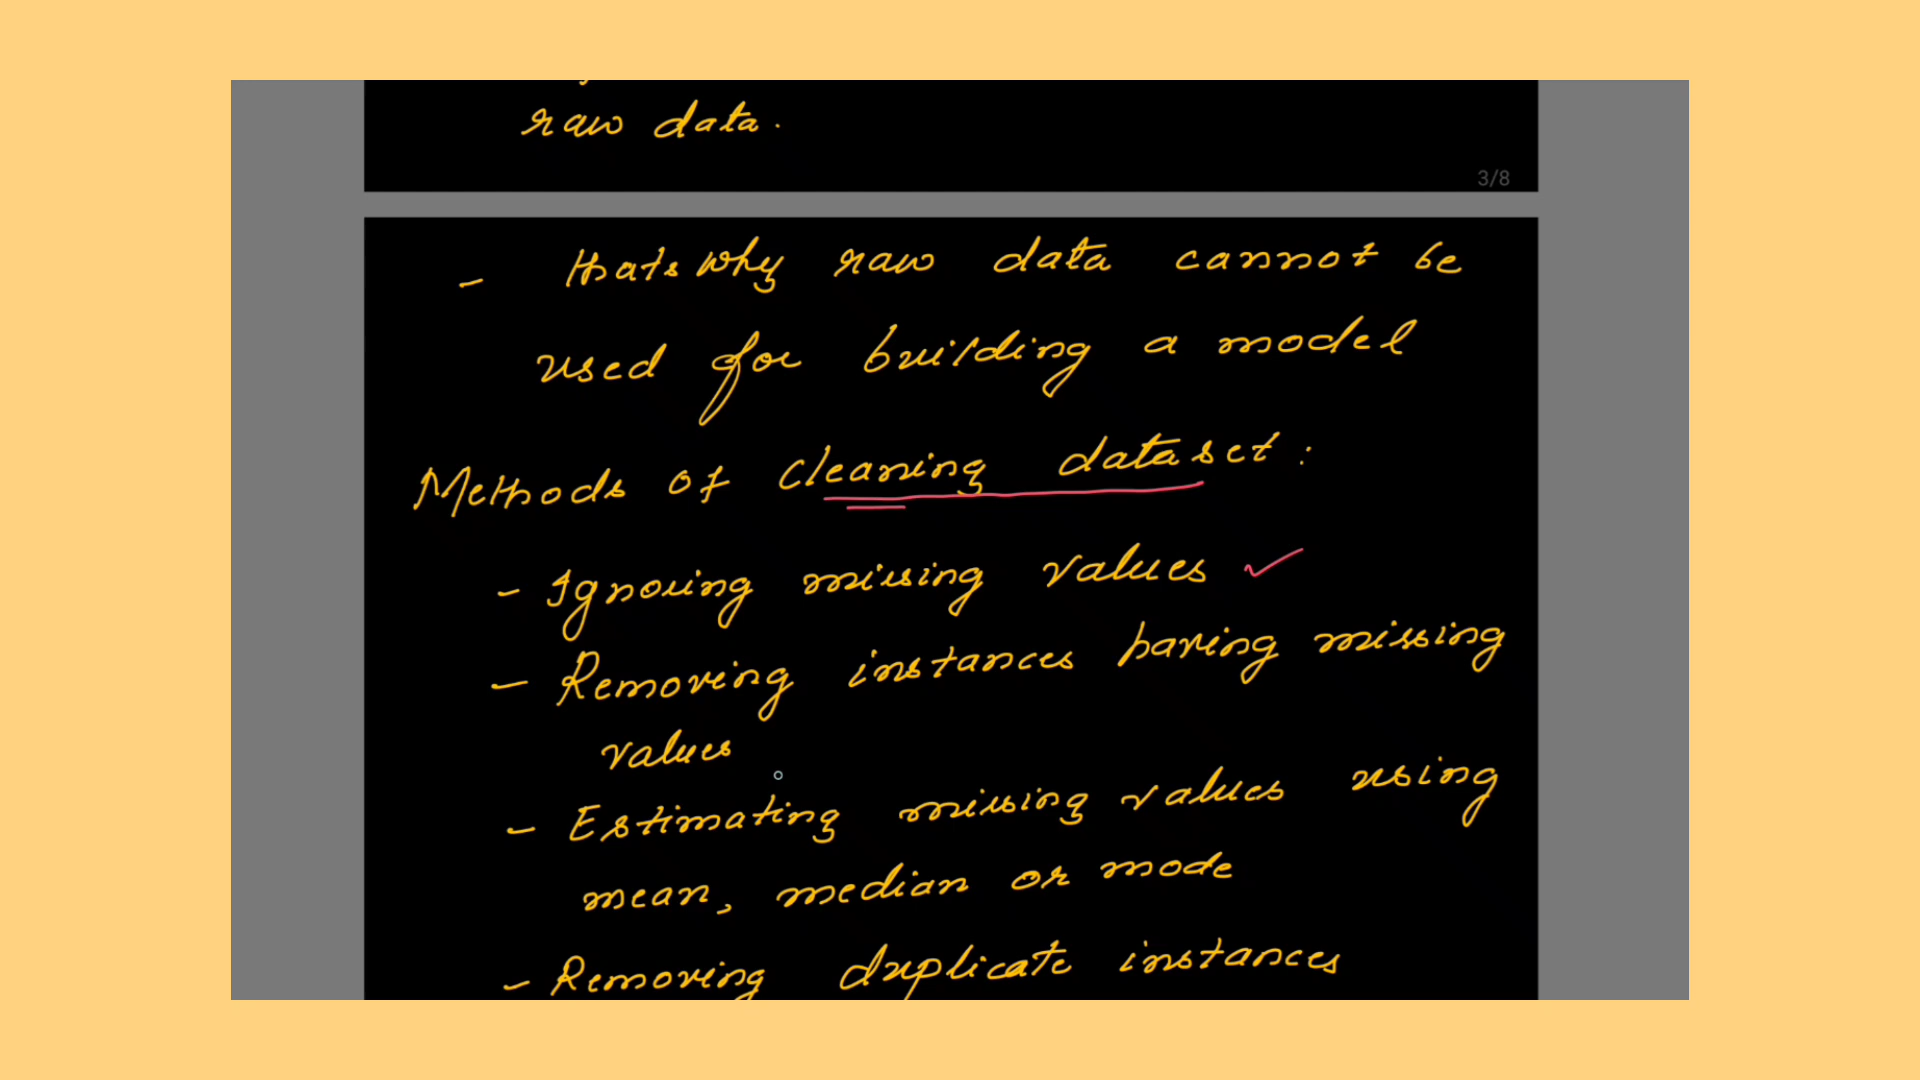 raw data.
3/8
- thats why raw data cannot be
used for building a model
Methods of Cleaning dataset:
- Ignoring missing values ✓
- Removing instances having missing
values
- Estimating missing values using
mean, median or mode
- Removing duplicate instances